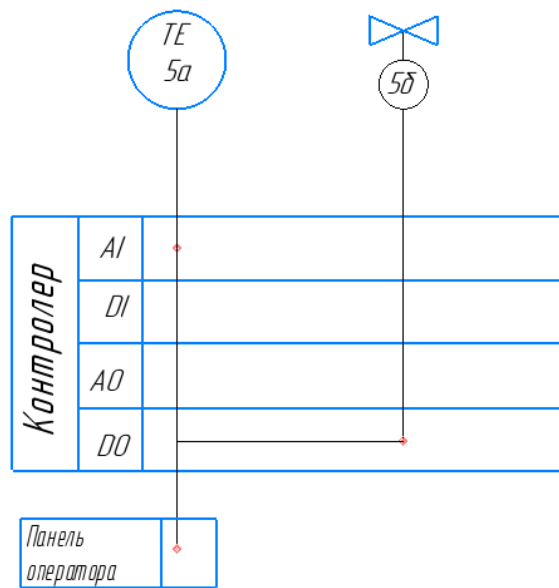 TE
5а
5б
Контролер
AI
DI
AO
DO
Панель
оператора